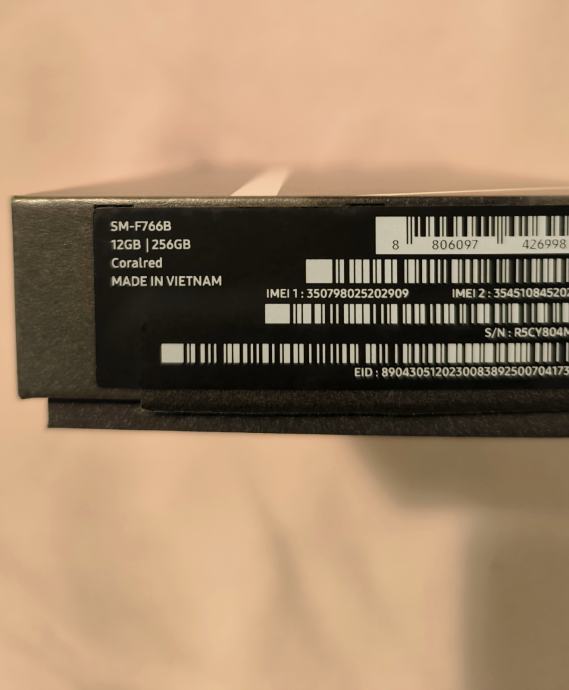 SM-F766B
12GB | 256GB
Coralred
MADE IN VIETNAM
8 806097 426998
IMEI 1 : 350798025202909 IMEI 2 : 354510845202
S/N : R5CY804M
EID : 8904305120230083892500704173